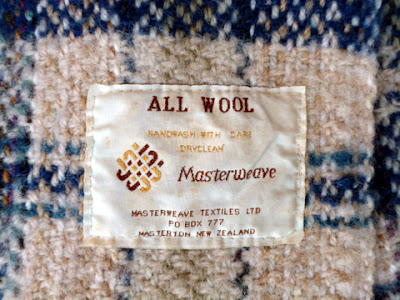 ALL WOOL
HANDWASH WITH CARE
DRYCLEAN
Masterweave
MASTERWEAVE TEXTILES LTD
PO BOX 777
MASTERTON NEW ZEALAND